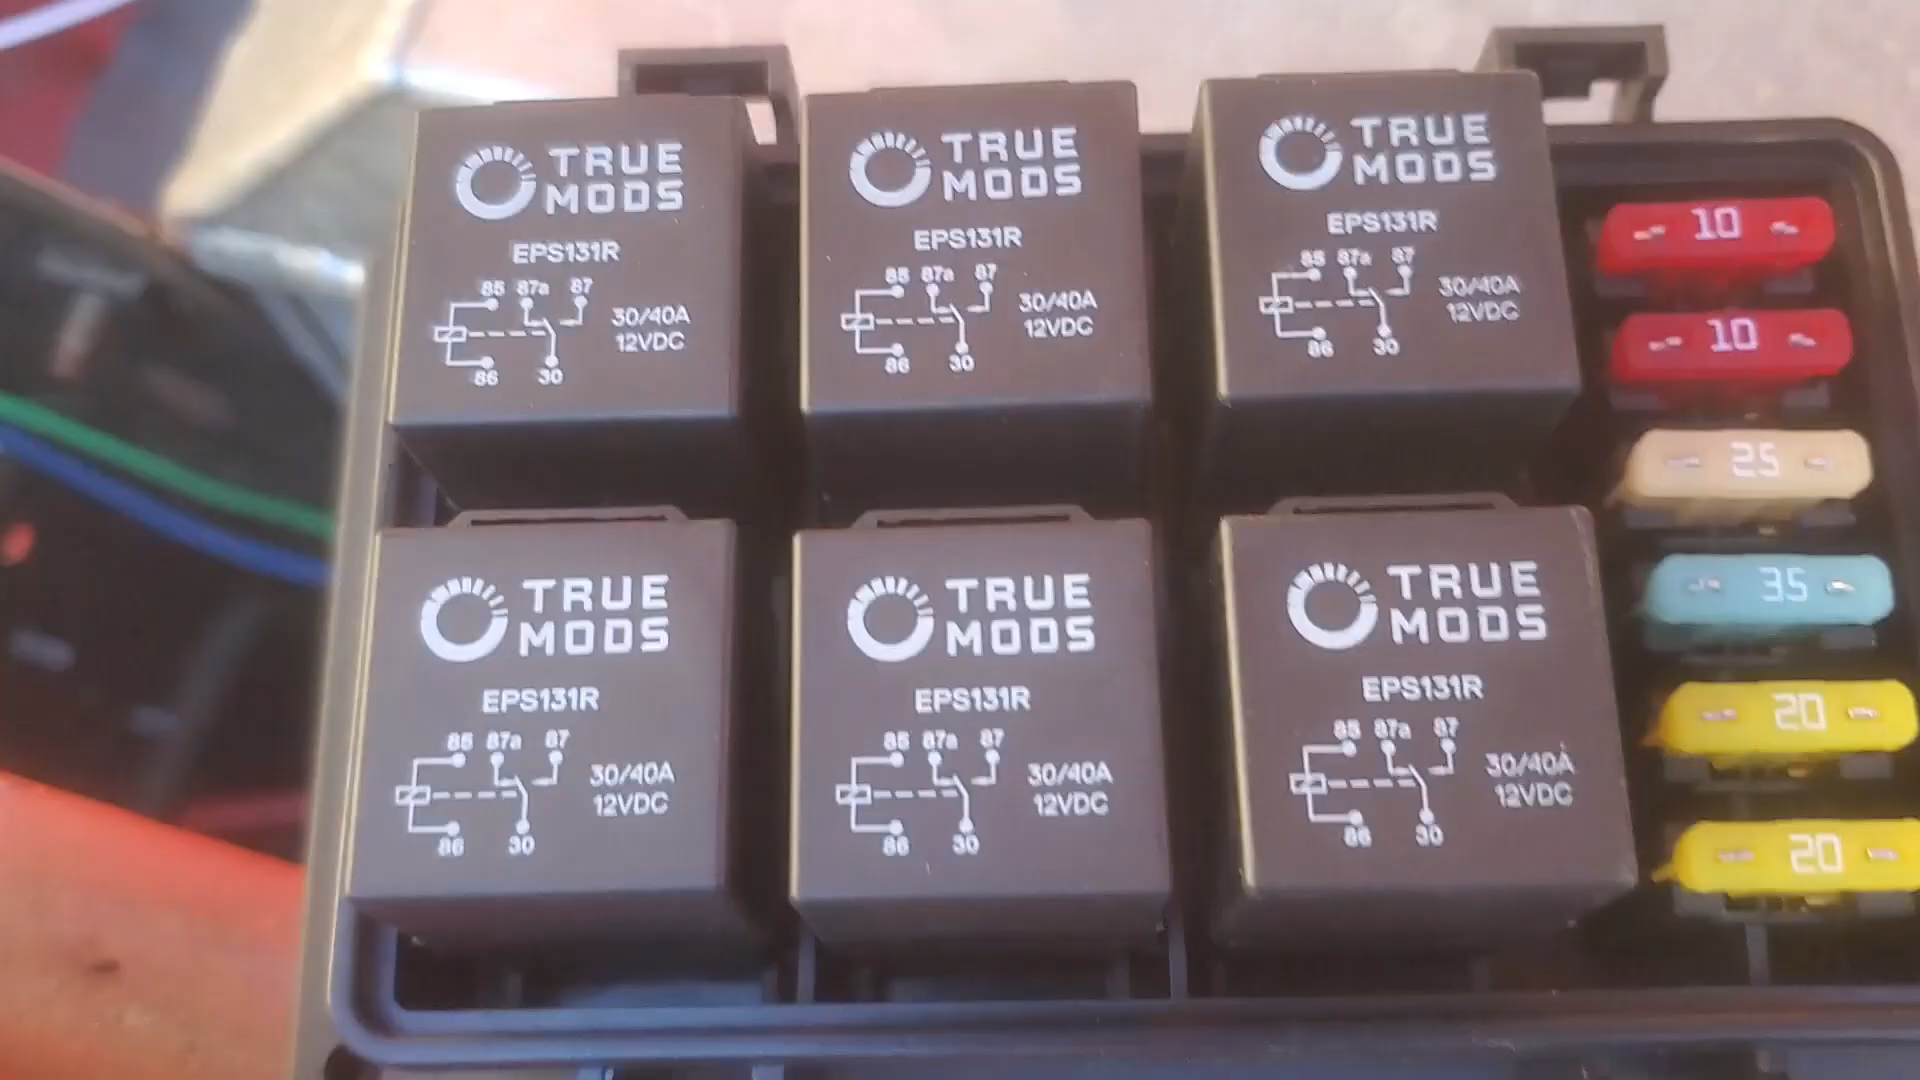 TRUE
MODS
EPS131R
85 87a 87
30/40A
12VDC
86 30
TRUE
MODS
EPS131R
85 87a 87
30/40A
12VDC
86 30
TRUE
MODS
EPS131R
85 87a 87
30/40A
12VDC
86 30
10
10
25
35
20
20
TRUE
MODS
EPS131R
85 87a 87
30/40A
12VDC
86 30
TRUE
MODS
EPS131R
85 87a 87
30/40A
12VDC
86 30
TRUE
MODS
EPS131R
85 87a 87
30/40A
12VDC
86 30